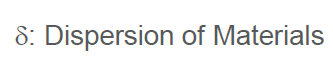 δ: Dispersion of Materials